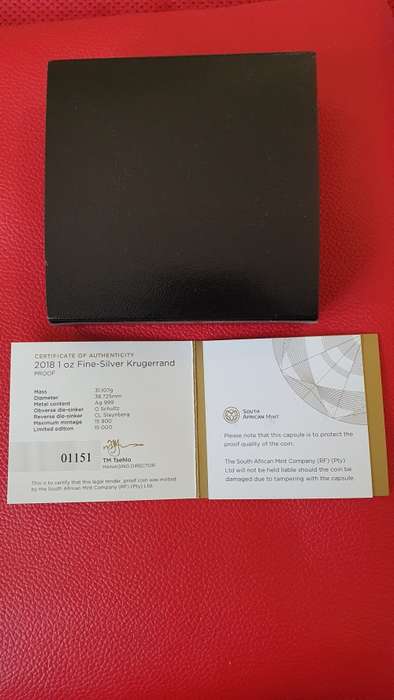 CERTIFICATE OF AUTHENTICITY
2018 1 oz Fine-Silver Krugerrand
PROOF
Mass 31,107g
Diameter 38,725mm
Metal content Ag 999
Obverse die-sinker O Schultz
Reverse die-sinker CL Steynberg
Maximum mintage 15 800
Limited edition 15 000
01151
TM Tsehlo
MANAGING DIRECTOR
This is to certify that this legal tender, proof coin was minted
by the South African Mint Company (RF) (Pty) Ltd.
SOUTH
AFRICAN MINT
Please note that this capsule is to protect the
proof quality of the coin.
The South African Mint Company (RF) (Pty)
Ltd will not be held liable should the coin be
damaged due to tampering with the capsule.